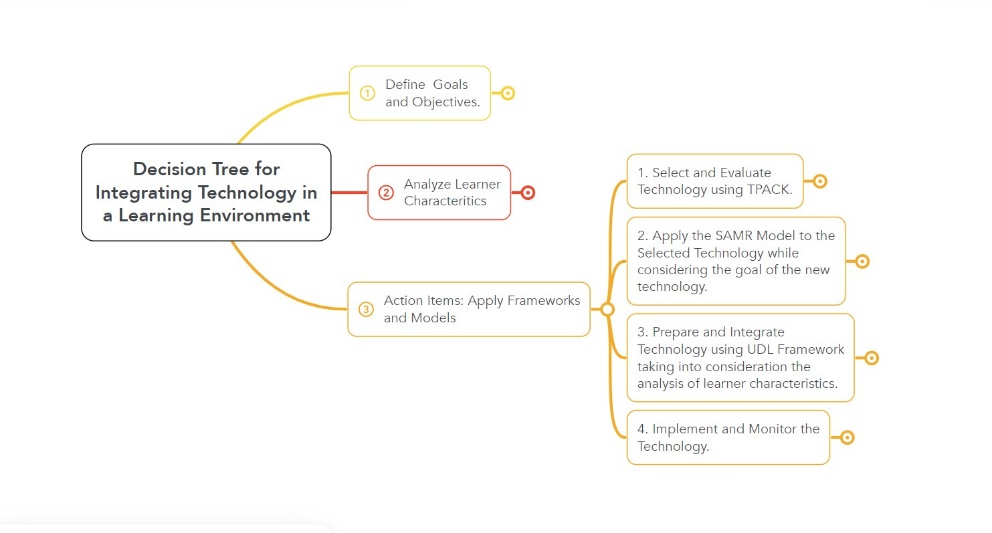 Decision Tree for
Integrating Technology in
a Learning Environment
1 Define Goals
and Objectives.
2 Analyze Learner
Characteritics
3 Action Items: Apply Frameworks
and Models
1. Select and Evaluate
Technology using TPACK.
2. Apply the SAMR Model to the
Selected Technology while
considering the goal of the new
technology.
3. Prepare and Integrate
Technology using UDL Framework
taking into consideration the
analysis of learner characteristics.
4. Implement and Monitor the
Technology.